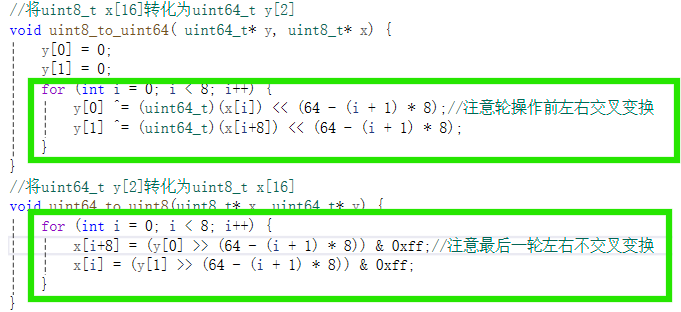 //将uint8_t x[16]转化为uint64_t y[2]
void uint8_to_uint64( uint64_t* y, uint8_t* x) {
y[0] = 0;
y[1] = 0;
for (int i = 0; i < 8; i++) {
y[0] ^= (uint64_t)(x[i]) << (64 - (i + 1) * 8);//注意轮操作前左右交叉变换
y[1] ^= (uint64_t)(x[i+8]) << (64 - (i + 1) * 8);
}
}
//将uint64_t y[2]转化为uint8_t x[16]
void uint64_to_uint8(uint8_t* x, uint64_t* y) {
for (int i = 0; i < 8; i++) {
x[i+8] = (y[0] >> (64 - (i + 1) * 8)) & 0xff;//注意最后一轮左右不交叉变换
x[i] = (y[1] >> (64 - (i + 1) * 8)) & 0xff;
}
}